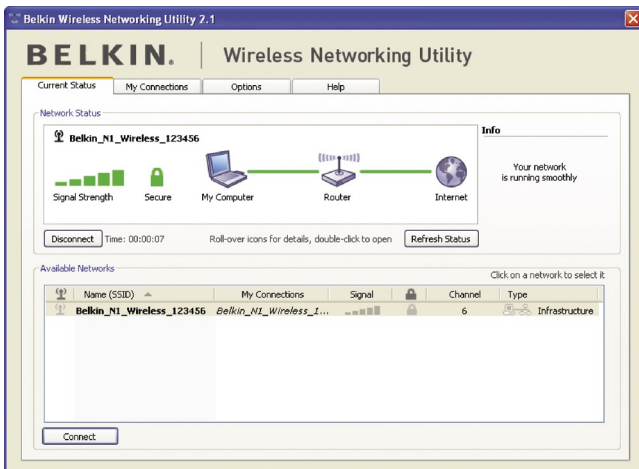 Belkin Wireless Networking Utility 2.1
BELKIN. Wireless Networking Utility
Current Status My Connections Options Help
Network Status
Belkin_N1_Wireless_123456
Signal Strength Secure My Computer Router Internet
Info
Your network
is running smoothly
Disconnect Time: 00:00:07 Roll-over icons for details, double-click to open Refresh Status
Available Networks
Click on a network to select it
Name (SSID) My Connections Signal Channel Type
Belkin_N1_Wireless_123456 Belkin_N1_Wireless_1... 6 Infrastructure
Connect